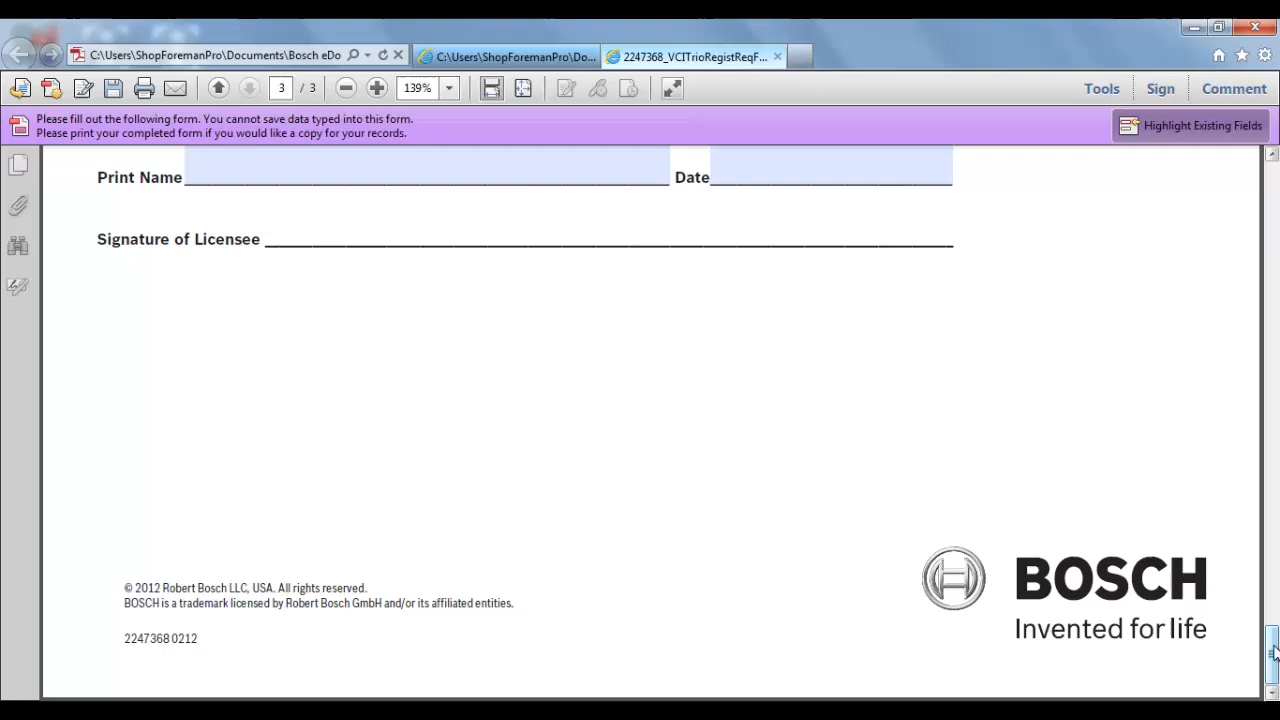 C:\Users\ShopForemanPro\Documents\Bosch eDo
C:\Users\ShopForemanPro\Do...
2247368_VCITrioRegistReqF...
3 / 3
139%
Tools
Sign
Comment
Please fill out the following form. You cannot save data typed into this form.
Please print your completed form if you would like a copy for your records.
Highlight Existing Fields
Print Name
Date
Signature of Licensee
© 2012 Robert Bosch LLC, USA. All rights reserved.
BOSCH is a trademark licensed by Robert Bosch GmbH and/or its affiliated entities.
2247368 0212
BOSCH
Invented for life